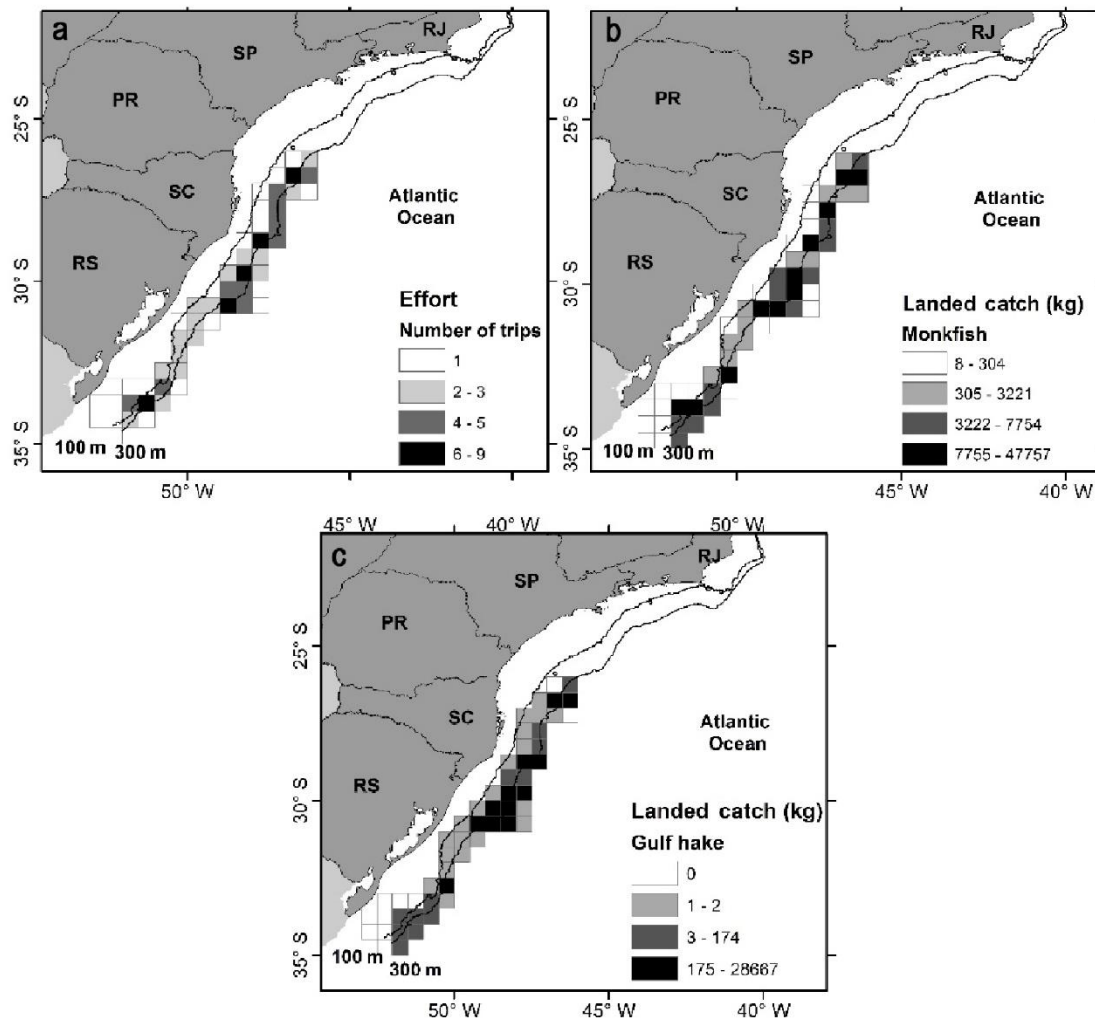 a
RJ
SP
PR
SC
RS
25° S
30° S
35° S
Atlantic
Ocean
Effort
Number of trips
1
2 - 3
4 - 5
6 - 9
100 m
300 m
50° W
b
RJ
SP
PR
SC
RS
25° S
30° S
35° S
Atlantic
Ocean
Landed catch (kg)
Monkfish
8 - 304
305 - 3221
3222 - 7754
7755 - 47757
100 m
300 m
45° W
40° W
45° W
40° W
50° W
c
RJ
SP
PR
SC
RS
25° S
30° S
35° S
Atlantic
Ocean
Landed catch (kg)
Gulf hake
0
1 - 2
3 - 174
175 - 28667
100 m
300 m
50° W
45° W
40° W